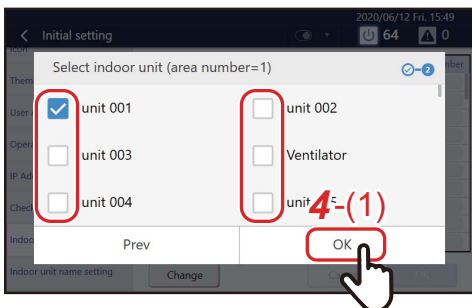 2020/06/12 Fri. 15:49
Initial setting
64
0
Select indoor unit (area number=1)
2
unit 001
unit 002
unit 003
Ventilator
unit 004
4-(1)
Prev
OK
Indoor unit name setting
Change